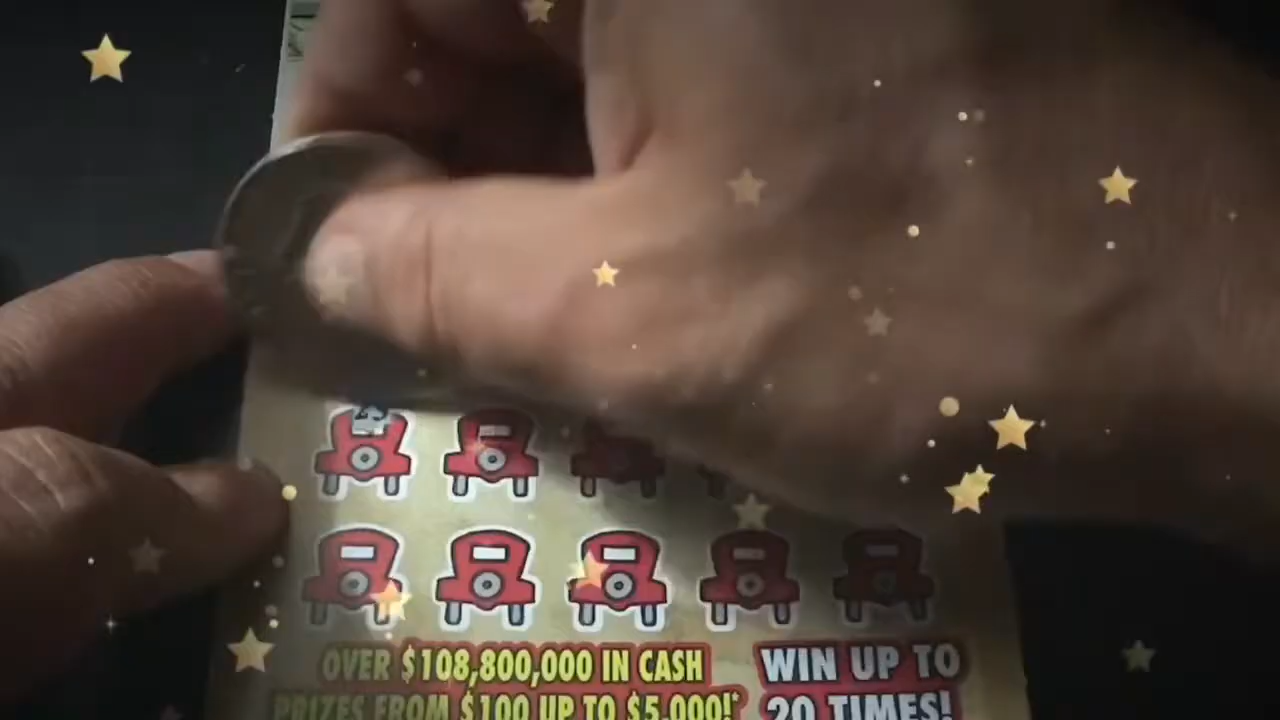 OVER $108,800,000 IN CASH
PRIZES FROM $100 UP TO $5,000!*
WIN UP TO
20 TIMES!